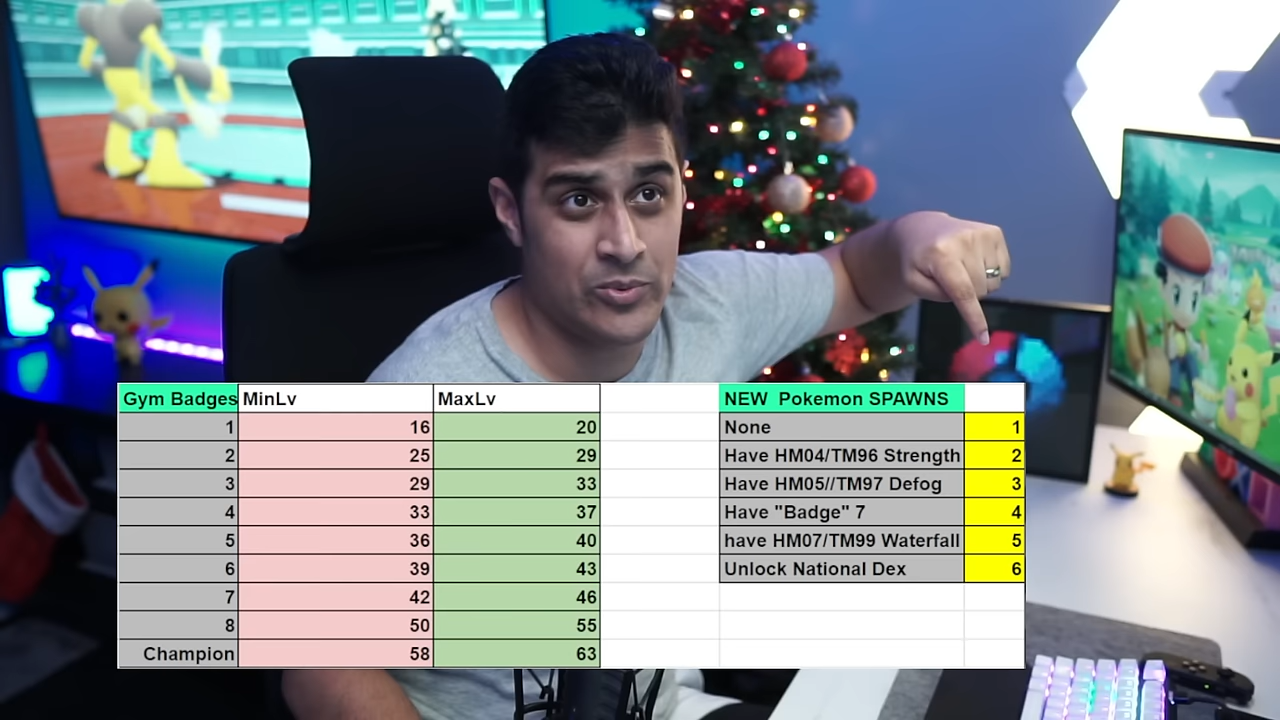 Gym Badges MinLv MaxLv NEW  Pokemon SPAWNS
1 16 20 None 1
2 25 29 Have HM04/TM96 Strength 2
3 29 33 Have HM05//TM97 Defog 3
4 33 37 Have "Badge" 7 4
5 36 40 have HM07/TM99 Waterfall 5
6 39 43 Unlock National Dex 6
7 42 46
8 50 55
Champion 58 63